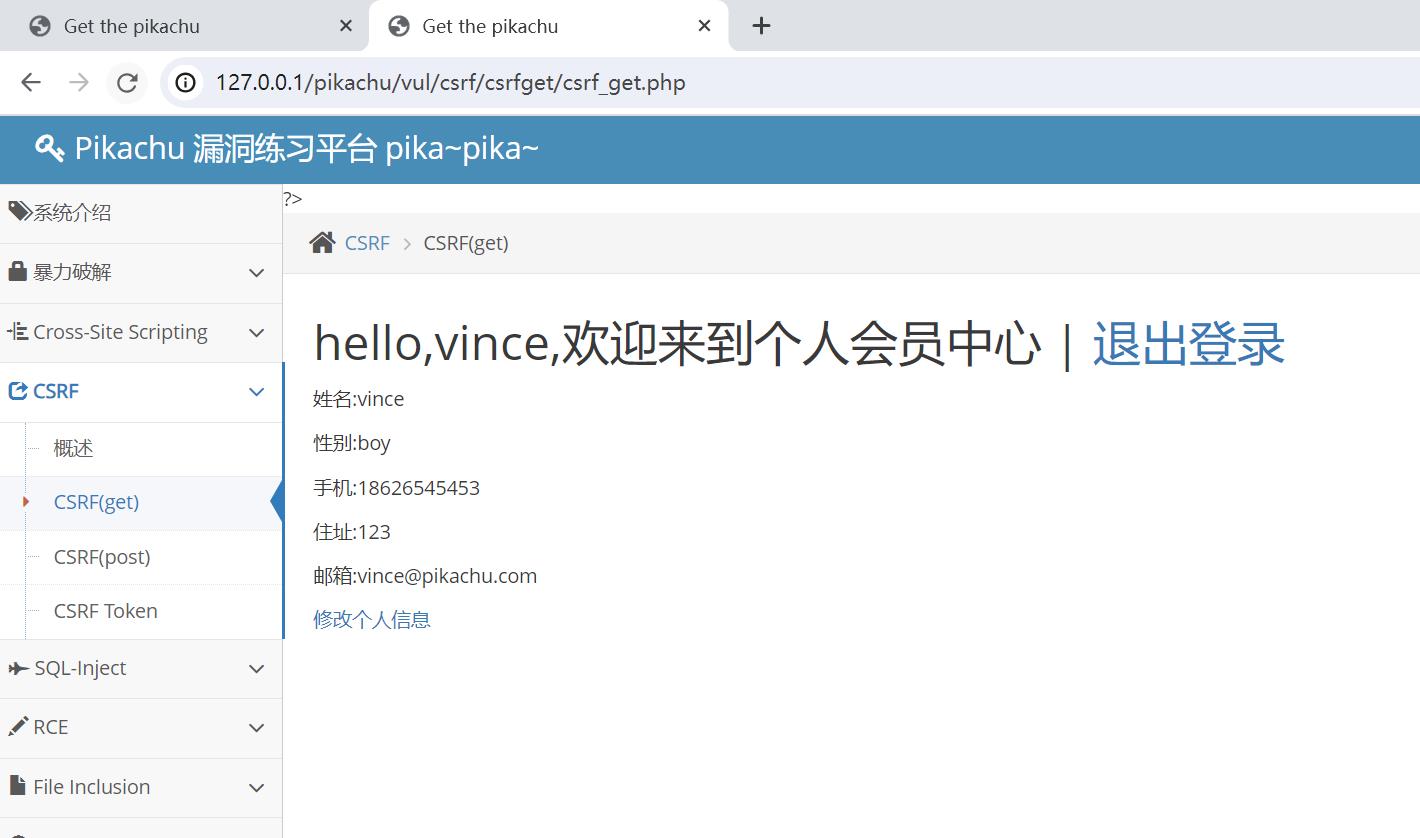 Get the pikachu
Get the pikachu
127.0.0.1/pikachu/vul/csrf/csrfget/csrf_get.php
Pikachu 漏洞练习平台 pika~pika~
系统介绍
暴力破解
Cross-Site Scripting
CSRF
概述
CSRF(get)
CSRF(post)
CSRF Token
SQL-Inject
RCE
File Inclusion
?>
CSRF > CSRF(get)
hello,vince,欢迎来到个人会员中心 | 退出登录
姓名:vince
性别:boy
手机:18626545453
住址:123
邮箱:vince@pikachu.com
修改个人信息